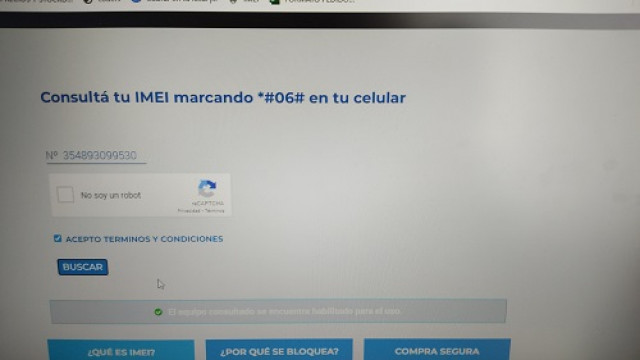 Consultá tu IMEI marcando *#06# en tu celular
Nº 354893099530
No soy un robot
reCAPTCHA
Privacidad - Términos
ACEPTO TERMINOS Y CONDICIONES
BUSCAR
El equipo consultado se encuentra habilitado para el uso.
¿QUÉ ES IMEI?
¿POR QUÉ SE BLOQUEA?
COMPRA SEGURA